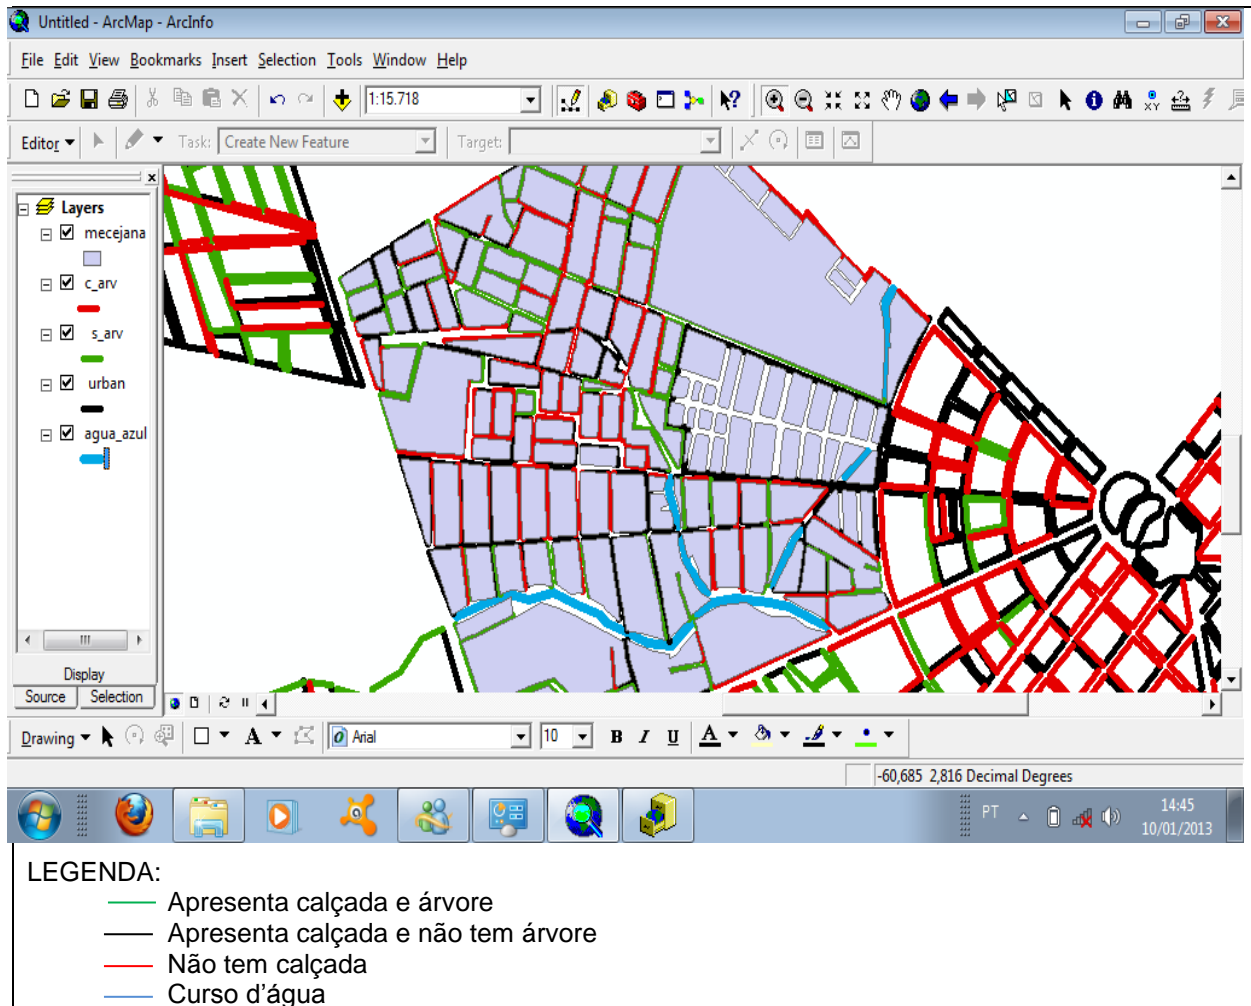 Untitled - ArcMap - ArcInfo
File Edit View Bookmarks Insert Selection Tools Window Help
1:15.718
Editor Task: Create New Feature Target:
Layers
mecejana
c_arv
s_arv
urban
agua_azul
Display
Source Selection
Drawing A Arial 10 B I U A
-60,685 2,816 Decimal Degrees
PT 14:45
10/01/2013
LEGENDA:
Apresenta calçada e árvore
Apresenta calçada e não tem árvore
Não tem calçada
Curso d'água